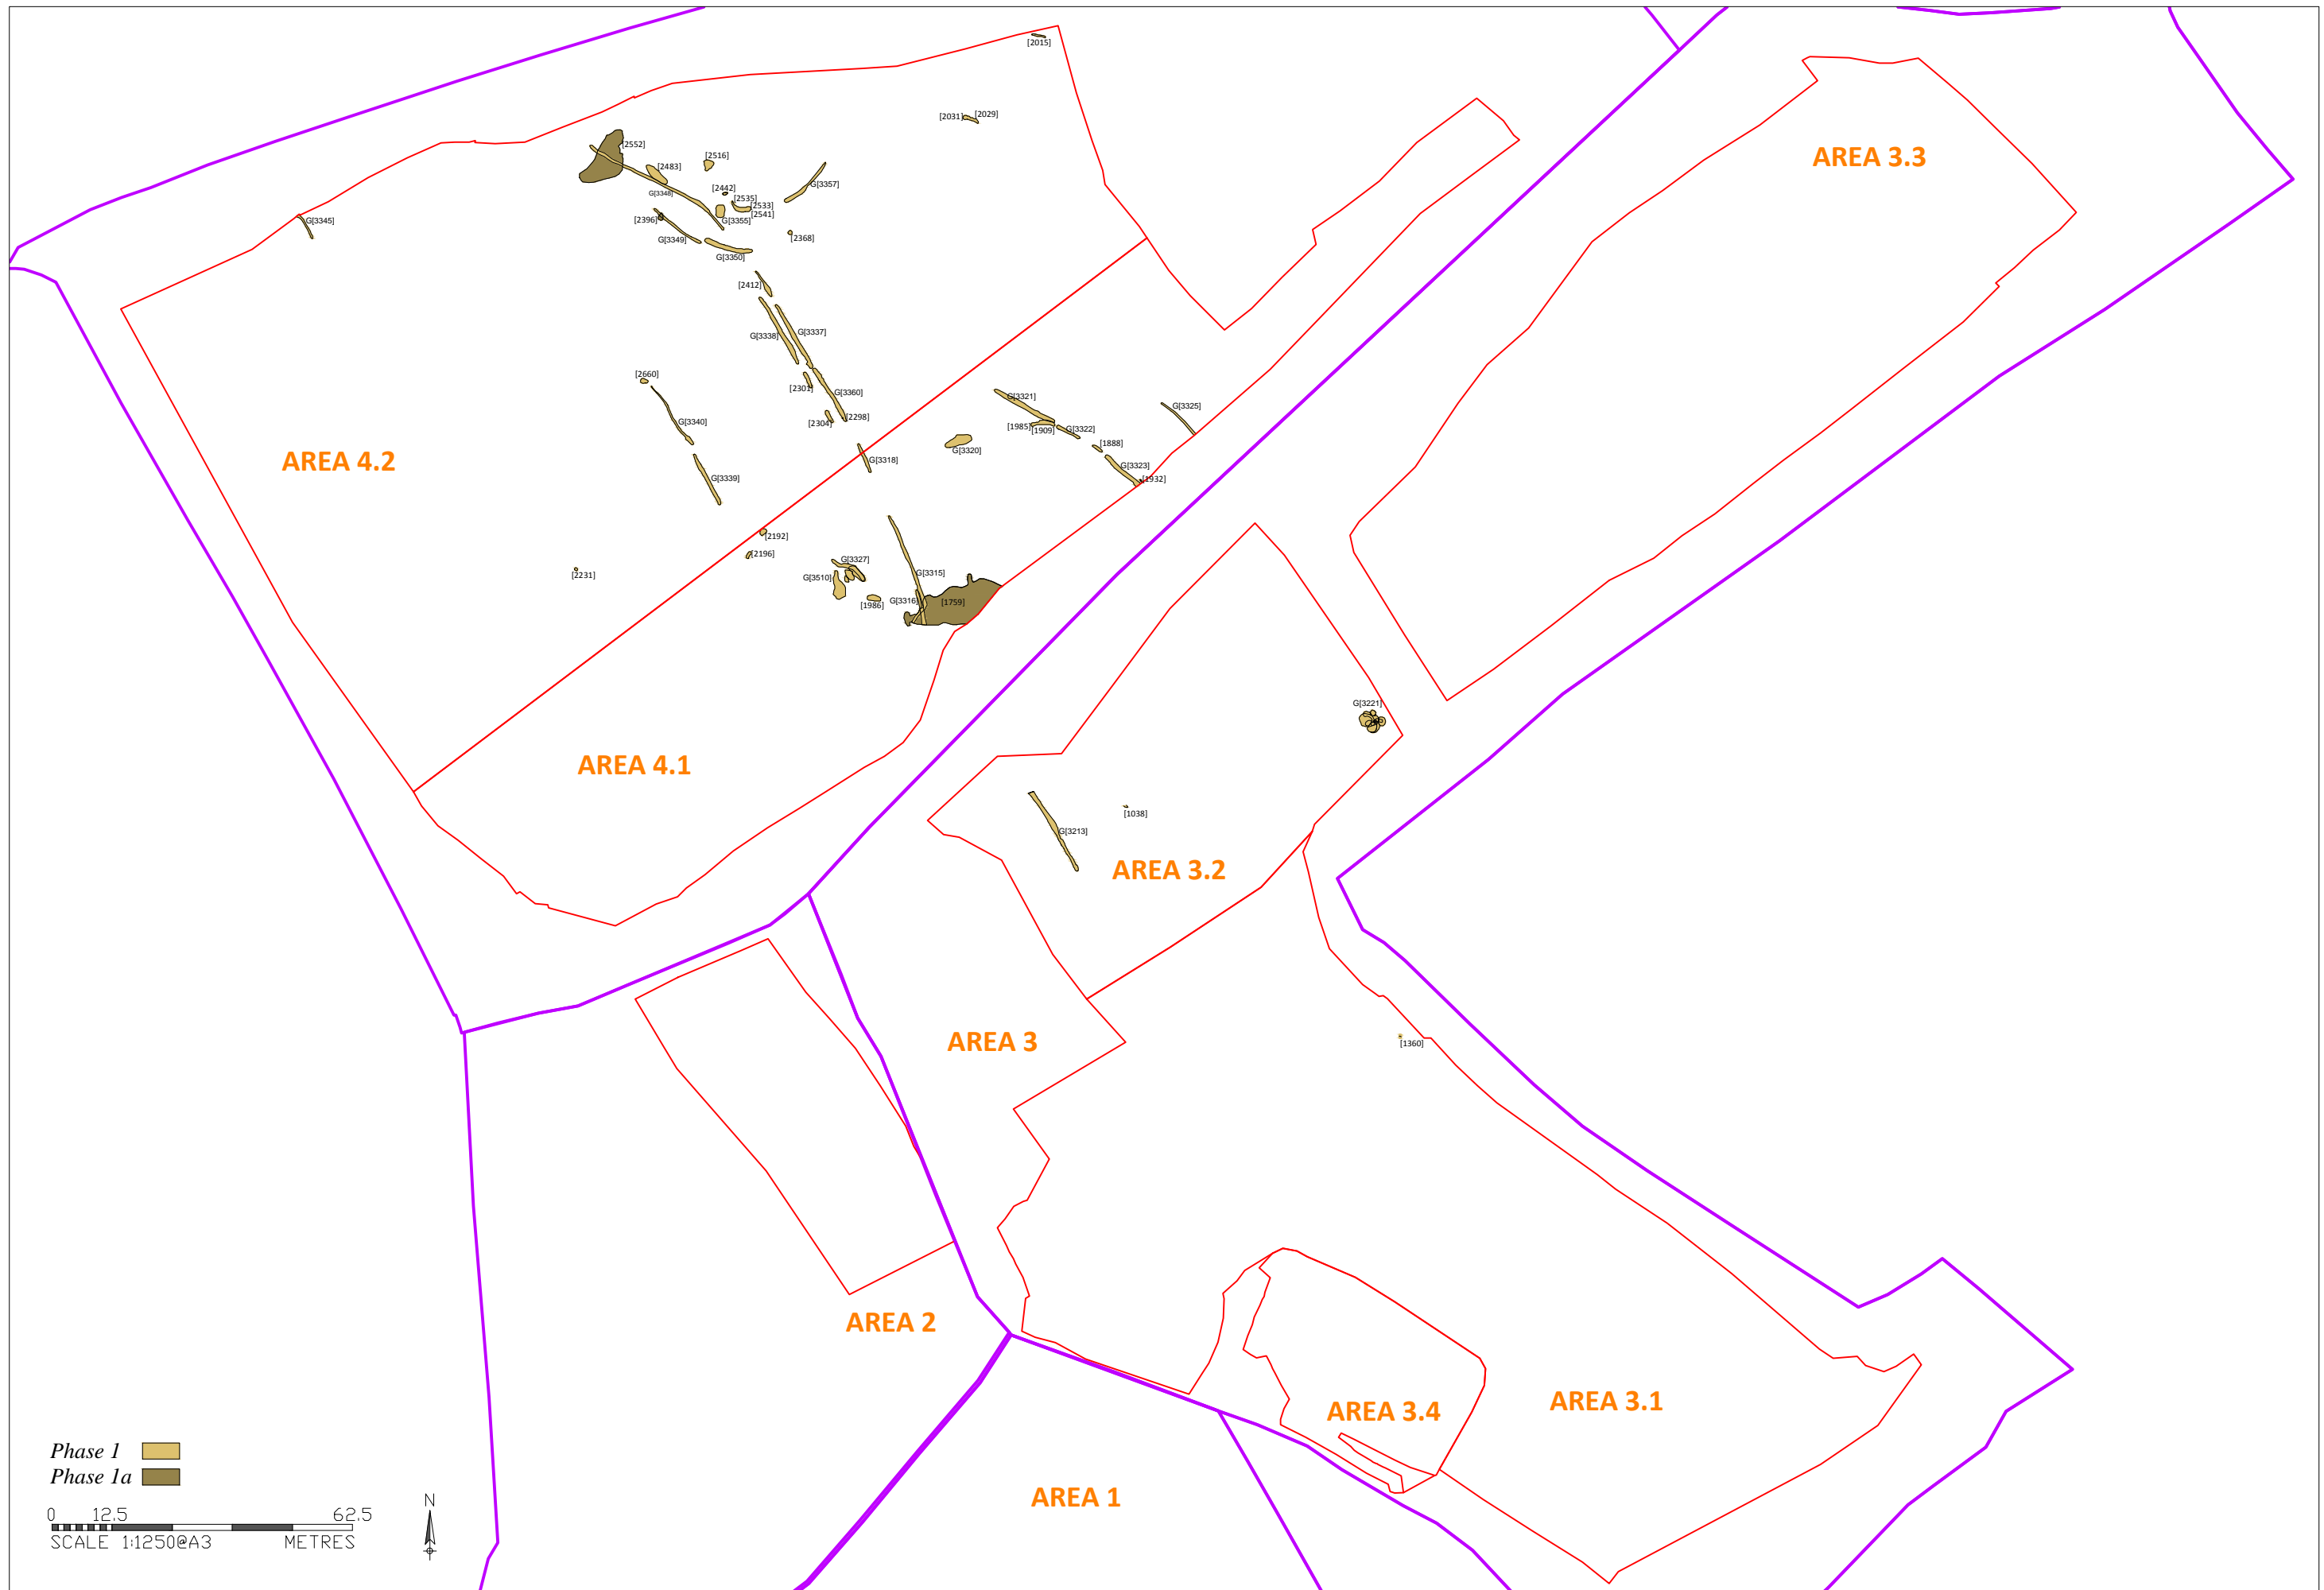 [2015]
[2031]
[2029]
AREA 3.3
[2552]
[2516]
[2483]
G[3357]
G[3348]
[2442]
[2535]
[2533]
[2541]
[2396]
G[3355]
G[3345]
G[3349]
[2368]
G[3350]
[2412]
G[3337]
G[3338]
[2660]
[2301]
G[3360]
G[3321]
G[3325]
[2298]
[2304]
G[3340]
[1985]
[1909]
G[3322]
[1888]
G[3320]
AREA 4.2
G[3318]
G[3323]
[1932]
G[3339]
[2192]
[2196]
G[3327]
[2231]
G[3510]
G[3315]
[1986]
G[3316]
[1759]
G[3221]
AREA 4.1
[1038]
G[3213]
AREA 3.2
AREA 3
[1360]
AREA 2
AREA 3.4
AREA 3.1
AREA 1
Phase 1
Phase 1a
0 12.5 62.5
SCALE 1:1250@A3 METRES
N